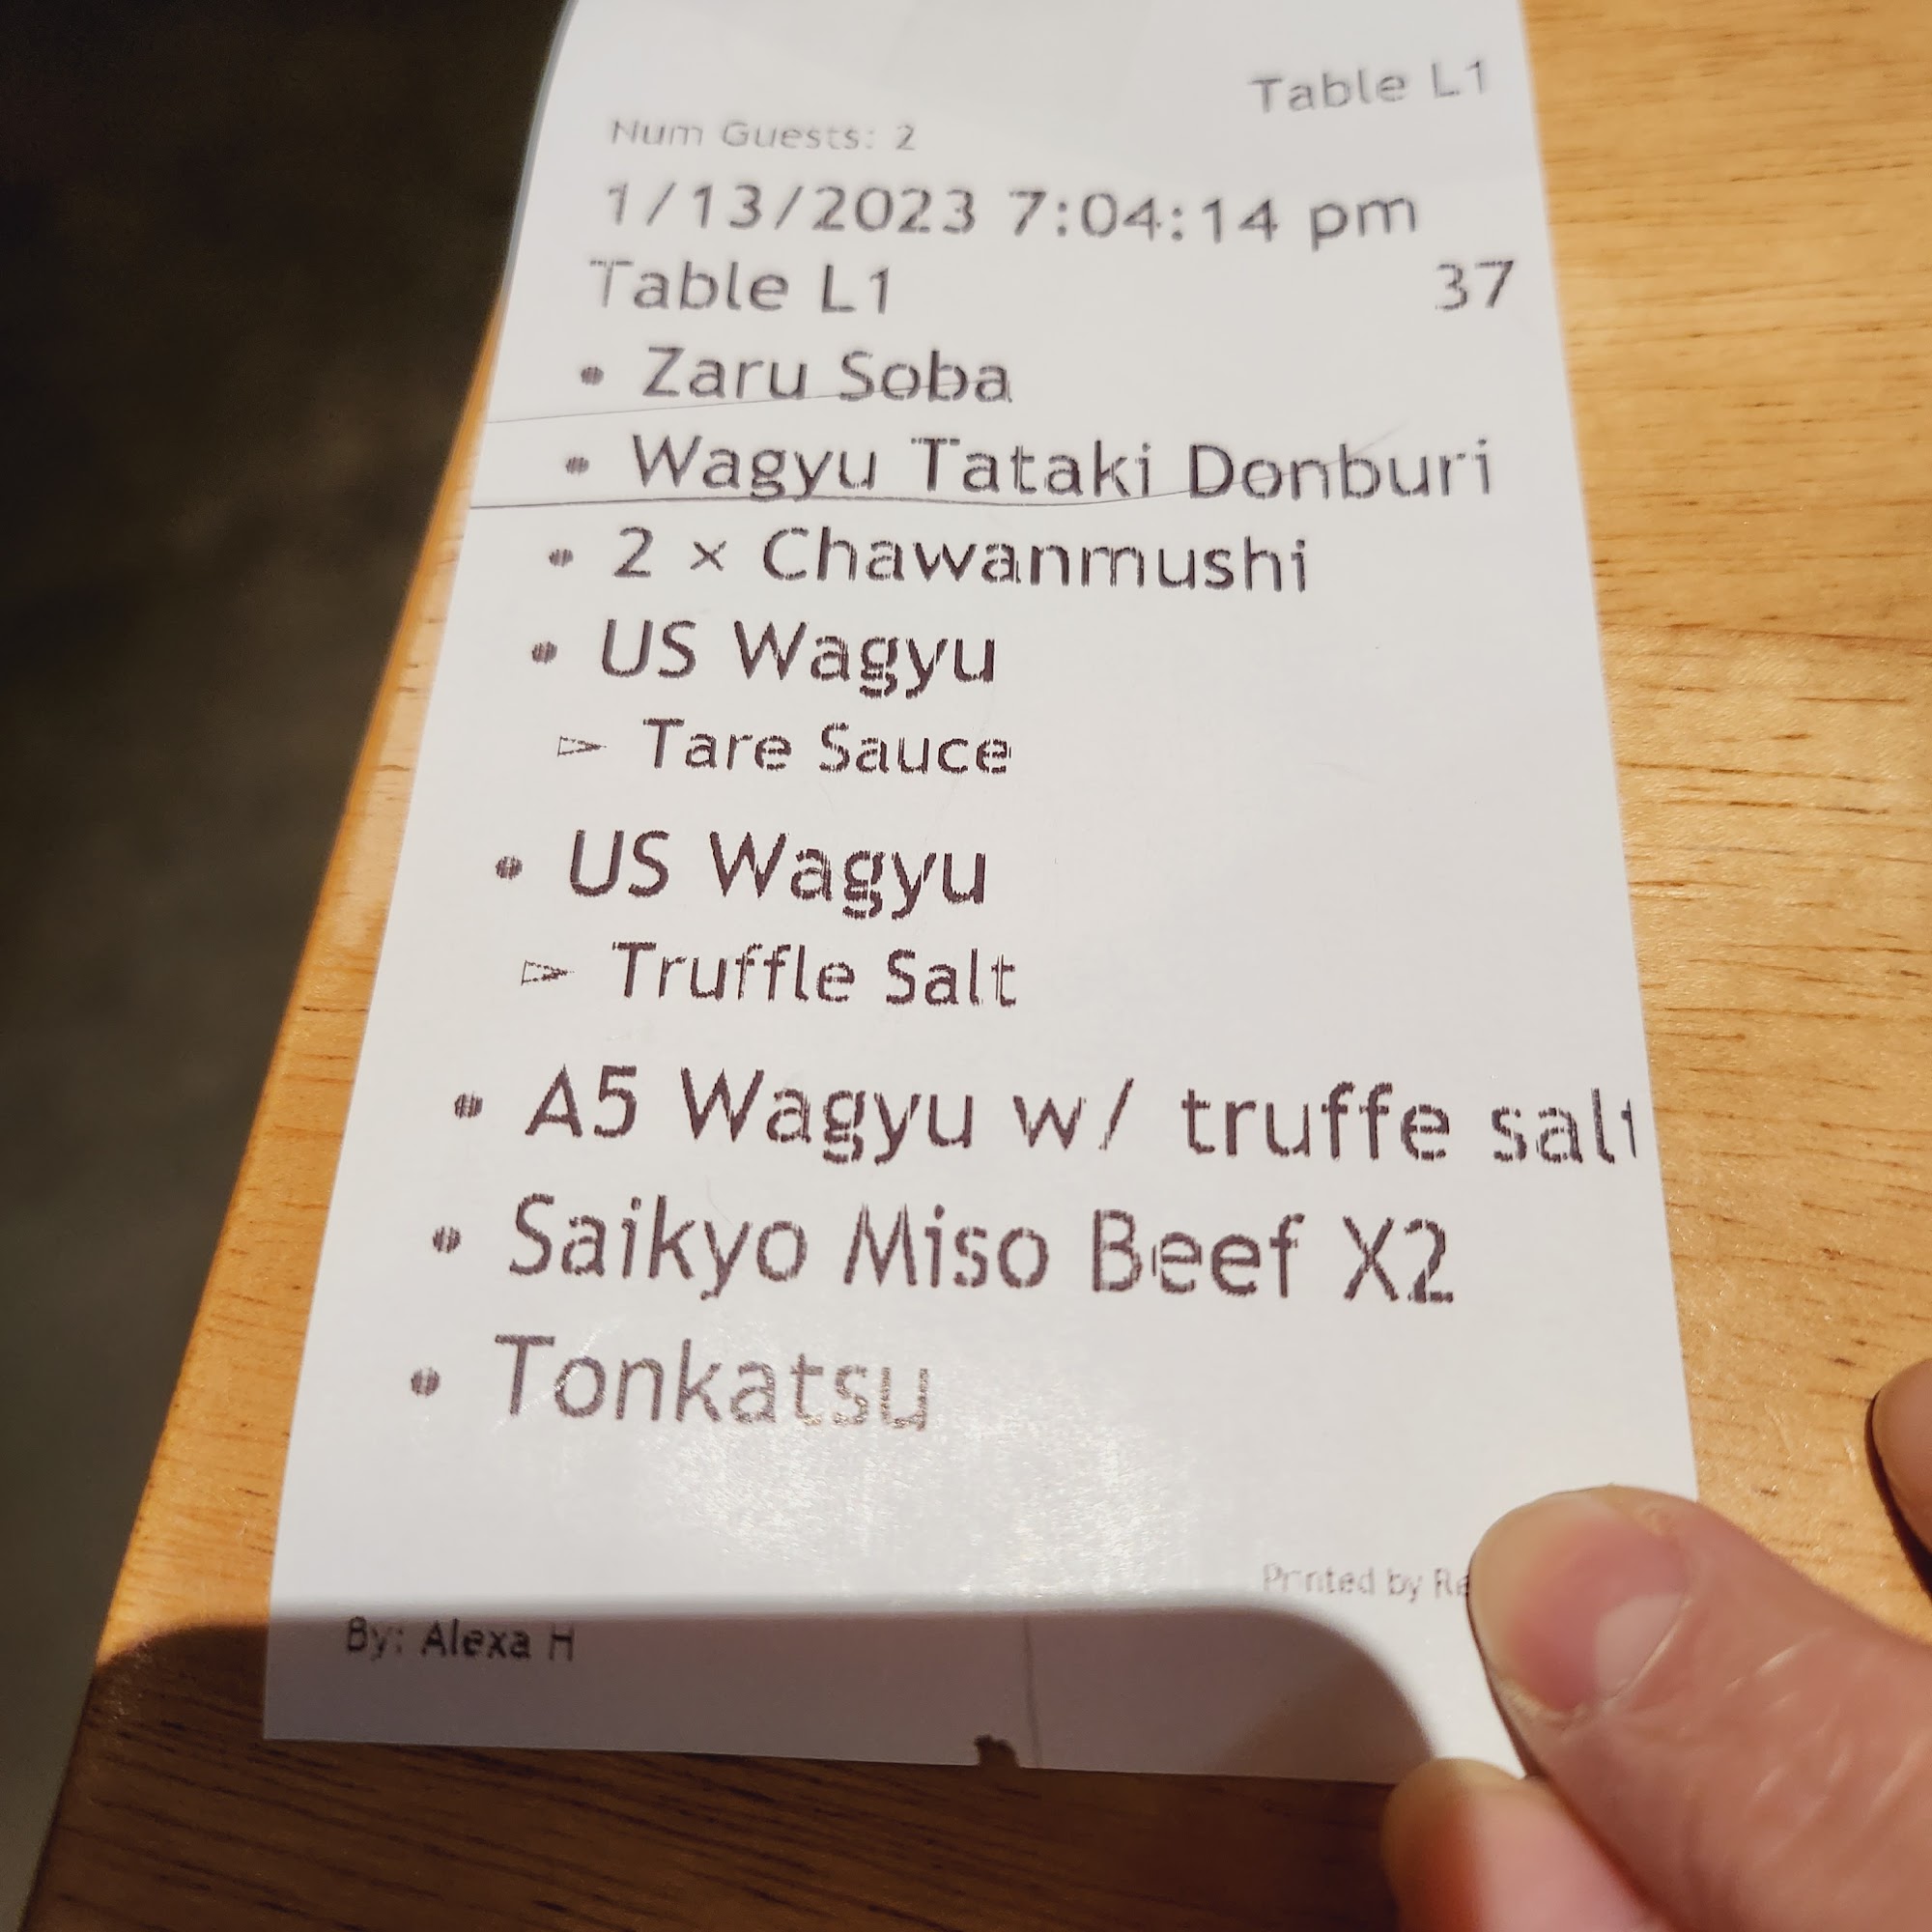 Table L1
Num Guests: 2
1/13/2023 7:04:14 pm
Table L1 37
• Zaru Soba
• Wagyu Tataki Donburi
• 2 × Chawanmushi
• US Wagyu
▻ Tare Sauce
• US Wagyu
▻ Truffle Salt
• A5 Wagyu w/ truffe salt
• Saikyo Miso Beef X2
• Tonkatsu
Printed by
By: Alexa H